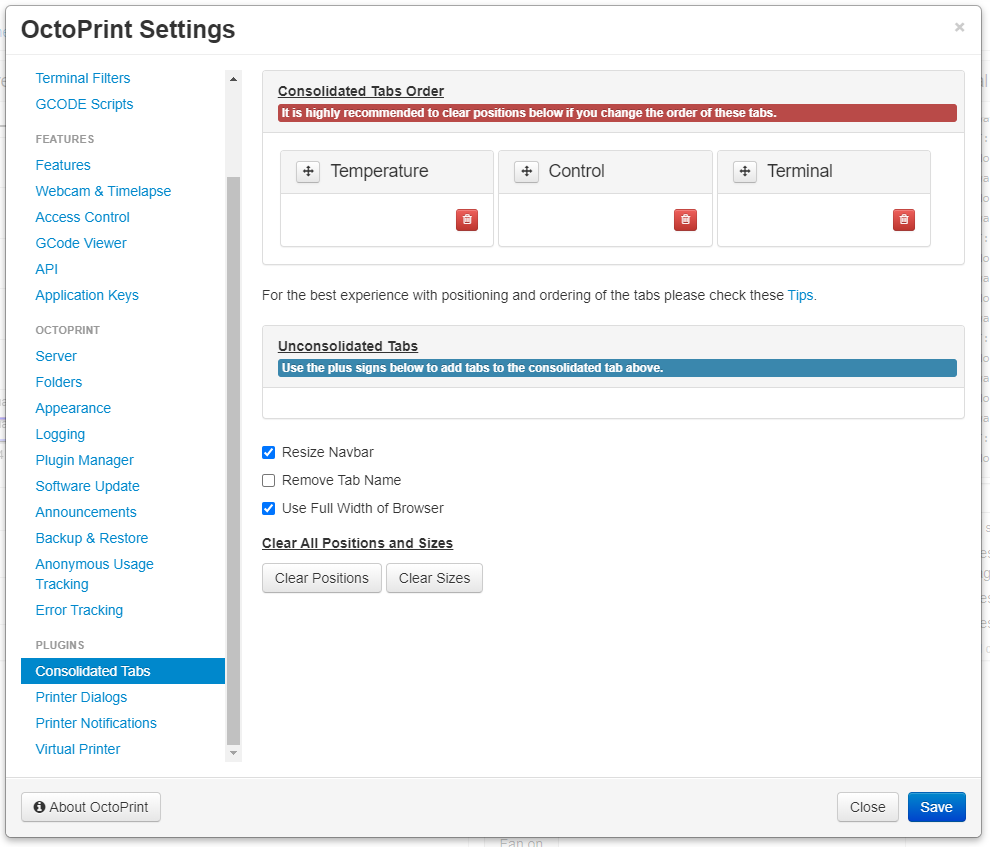 OctoPrint Settings
×
Terminal Filters
GCODE Scripts
FEATURES
Features
Webcam & Timelapse
Access Control
GCode Viewer
API
Application Keys
OCTOPRINT
Server
Folders
Appearance
Logging
Plugin Manager
Software Update
Announcements
Backup & Restore
Anonymous Usage
Tracking
Error Tracking
PLUGINS
Consolidated Tabs
Printer Dialogs
Printer Notifications
Virtual Printer
Consolidated Tabs Order
It is highly recommended to clear positions below if you change the order of these tabs.
Temperature
Control
Terminal
For the best experience with positioning and ordering of the tabs please check these Tips.
Unconsolidated Tabs
Use the plus signs below to add tabs to the consolidated tab above.
Resize Navbar
Remove Tab Name
Use Full Width of Browser
Clear All Positions and Sizes
Clear Positions
Clear Sizes
About OctoPrint
Close
Save
Fan on